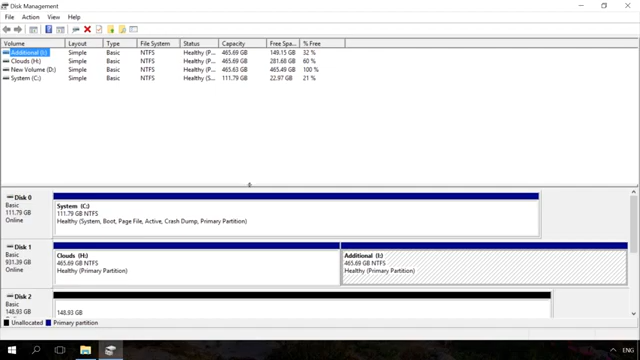 Disk Management
File Action View Help
Volume Layout Type File System Status Capacity Free Spa... % Free
Additional (I:) Simple Basic NTFS Healthy (P... 465.69 GB 149.15 GB 32 %
Clouds (H:) Simple Basic NTFS Healthy (P... 465.69 GB 281.68 GB 60 %
New Volume (D:) Simple Basic NTFS Healthy (P... 465.63 GB 465.49 GB 100 %
System (C:) Simple Basic NTFS Healthy (S... 111.79 GB 22.97 GB 21 %
Disk 0
Basic
111.79 GB
Online
System (C:)
111.79 GB NTFS
Healthy (System, Boot, Page File, Active, Crash Dump, Primary Partition)
Disk 1
Basic
931.39 GB
Online
Clouds (H:)
465.69 GB NTFS
Healthy (Primary Partition)
Additional (I:)
465.69 GB NTFS
Healthy (Primary Partition)
Disk 2
Basic
148.93 GB
148.93 GB
Unallocated Primary partition
ENG